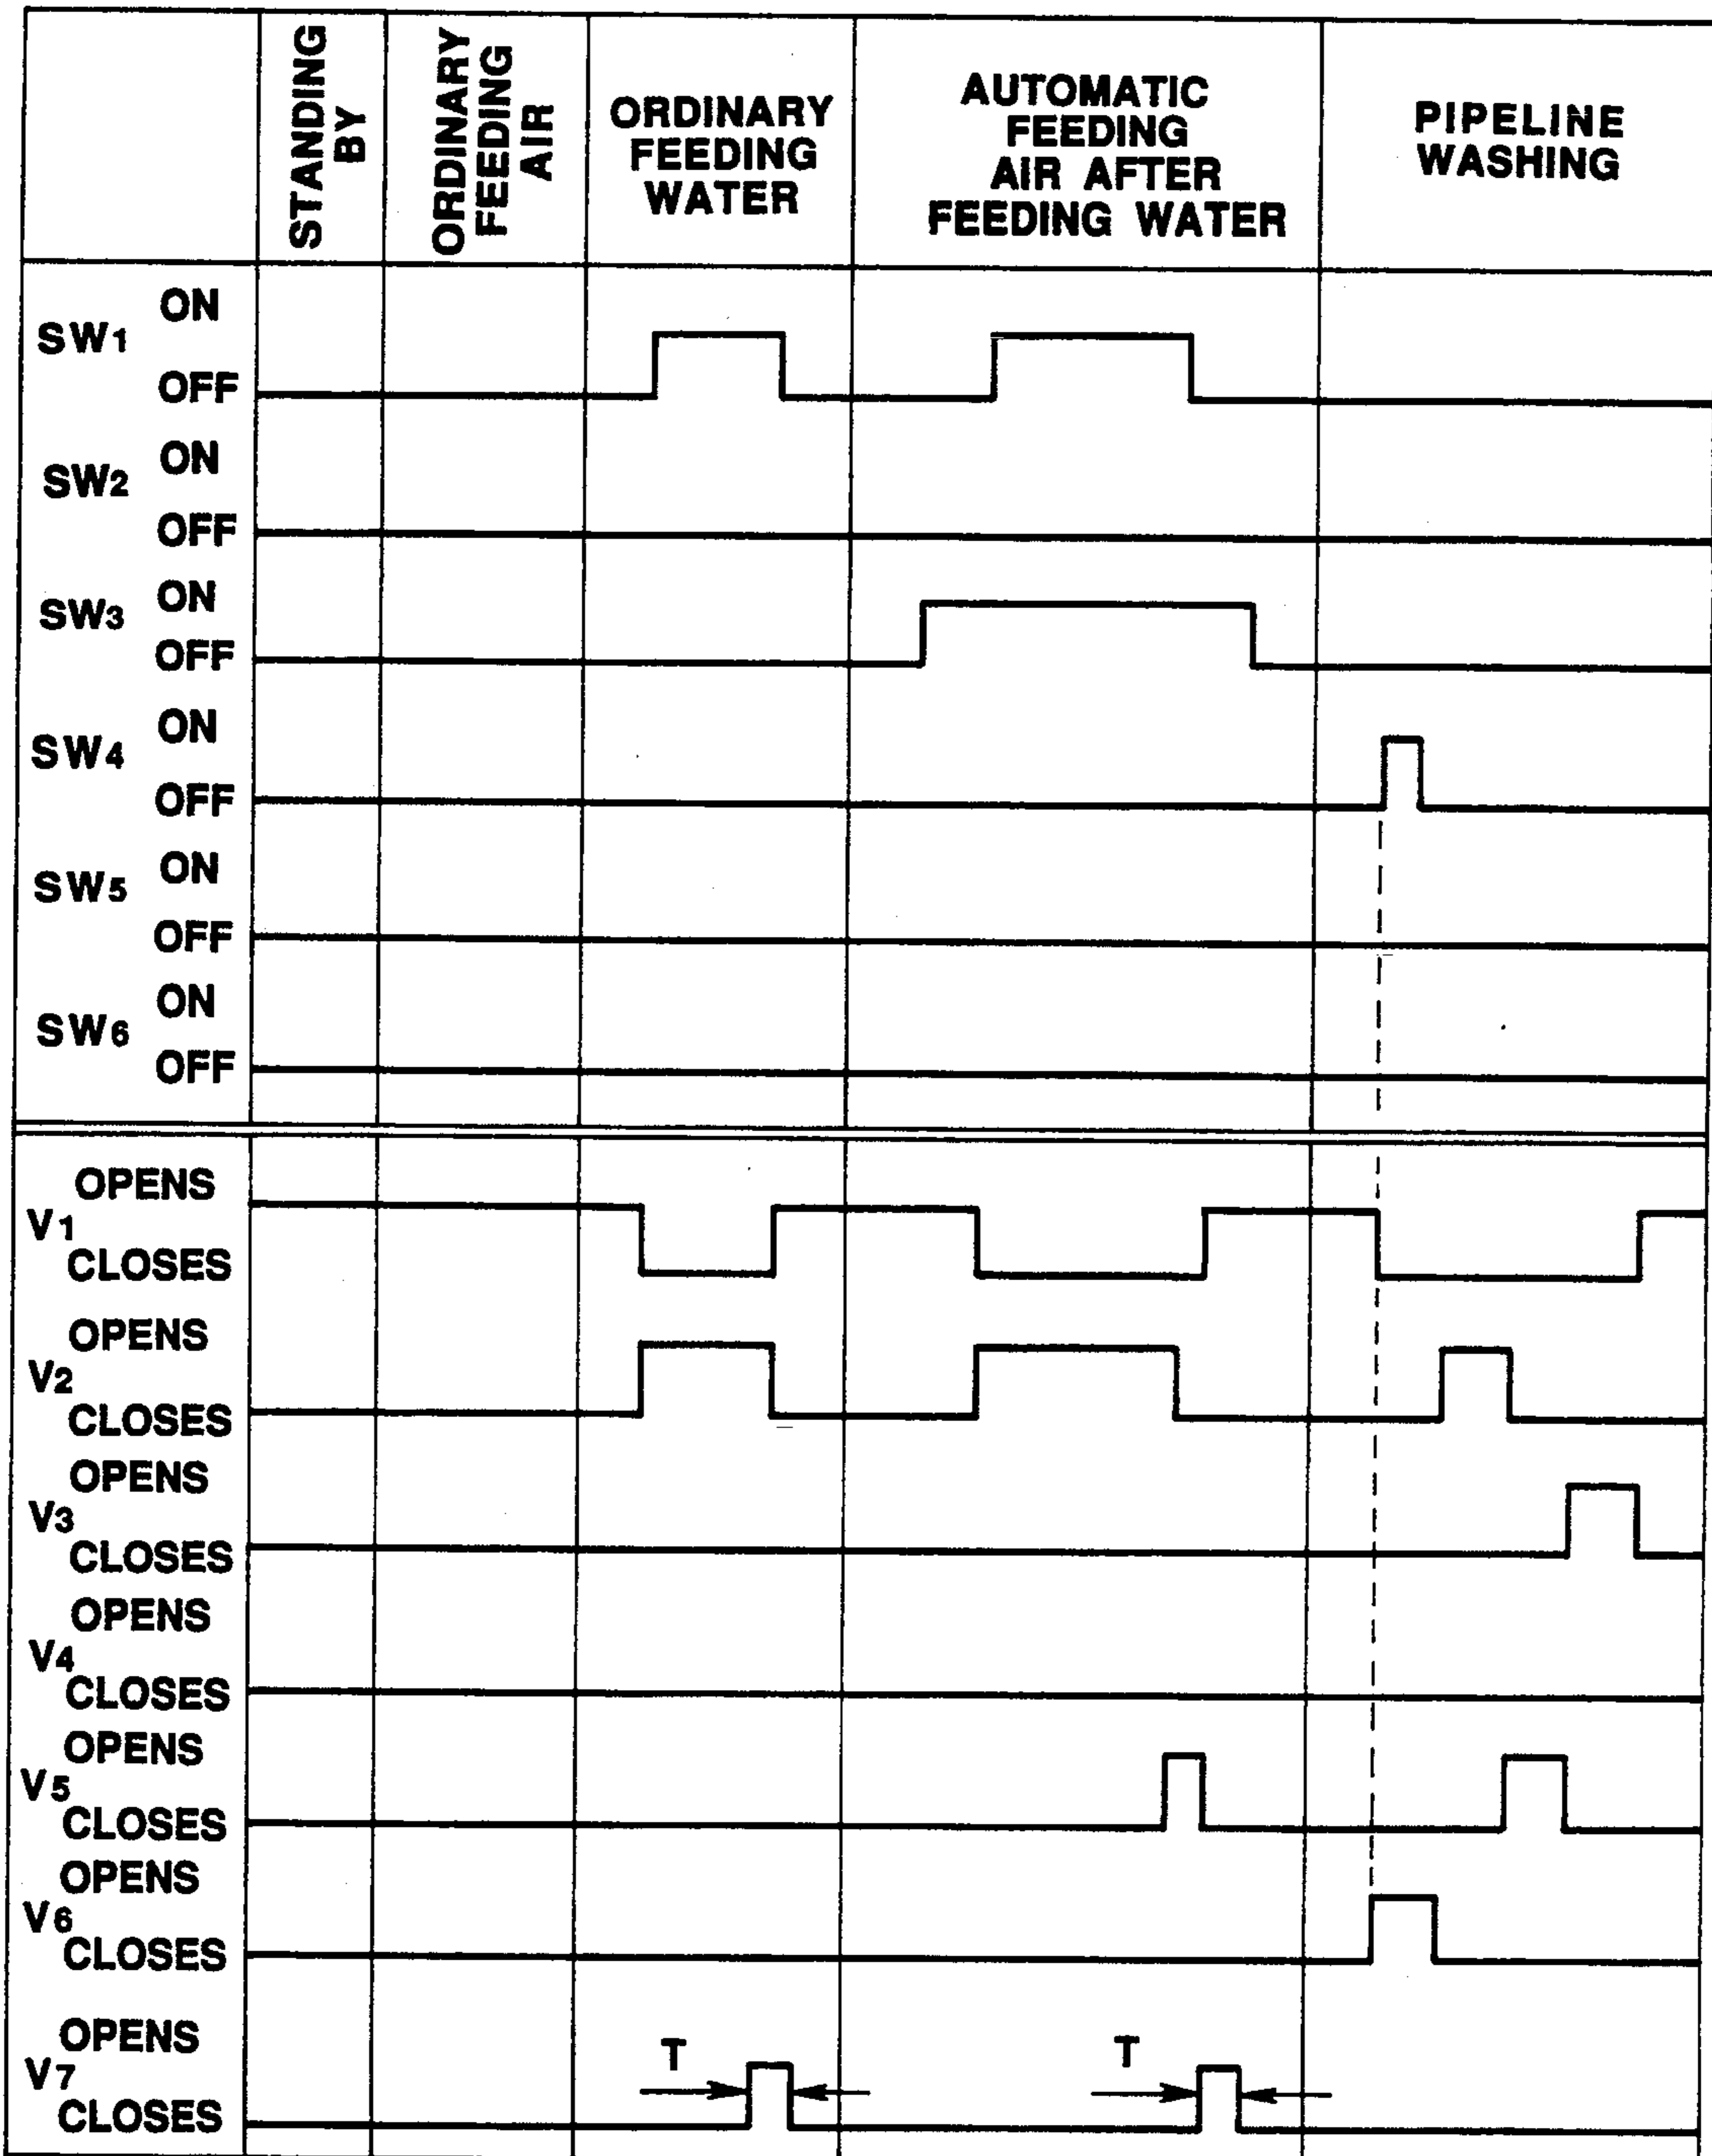 STANDING
BY
ORDINARY
FEEDING
AIR
ORDINARY
FEEDING
WATER
AUTOMATIC
FEEDING
AIR AFTER
FEEDING WATER
PIPELINE
WASHING
SW1
ON
OFF
SW2
ON
OFF
SW3
ON
OFF
SW4
ON
OFF
SW5
ON
OFF
SW6
ON
OFF
OPENS
V1
CLOSES
OPENS
V2
CLOSES
OPENS
V3
CLOSES
OPENS
V4
CLOSES
OPENS
V5
CLOSES
OPENS
V6
CLOSES
OPENS
V7
CLOSES
T
T